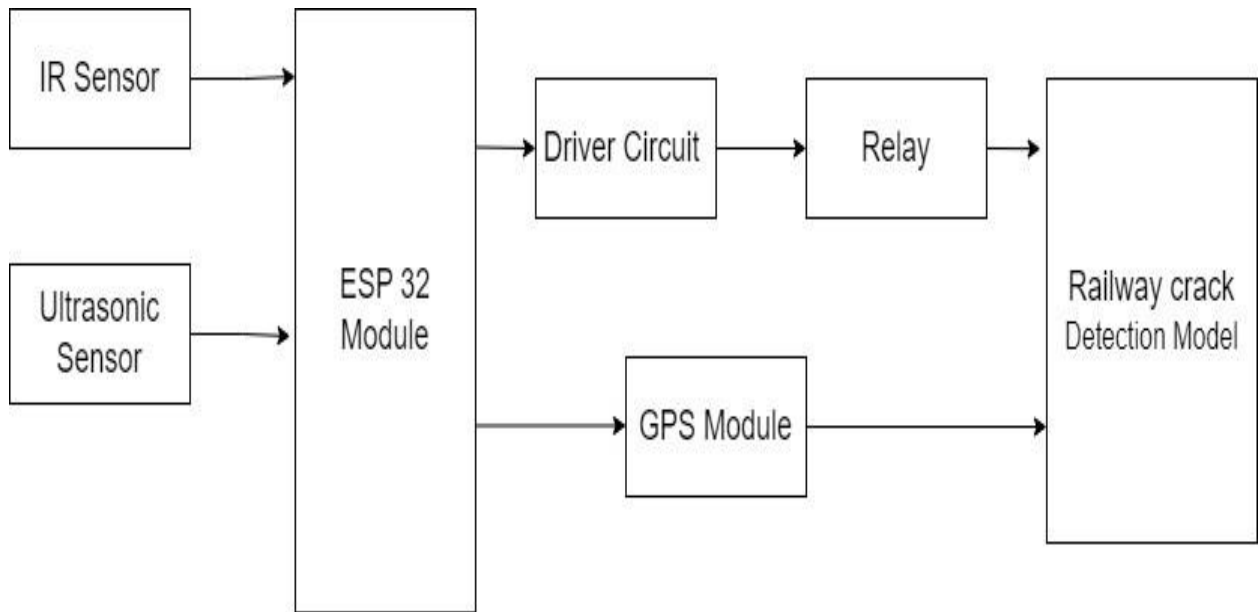 IR Sensor
Ultrasonic
Sensor
ESP 32
Module
Driver Circuit
Relay
GPS Module
Railway crack
Detection Model